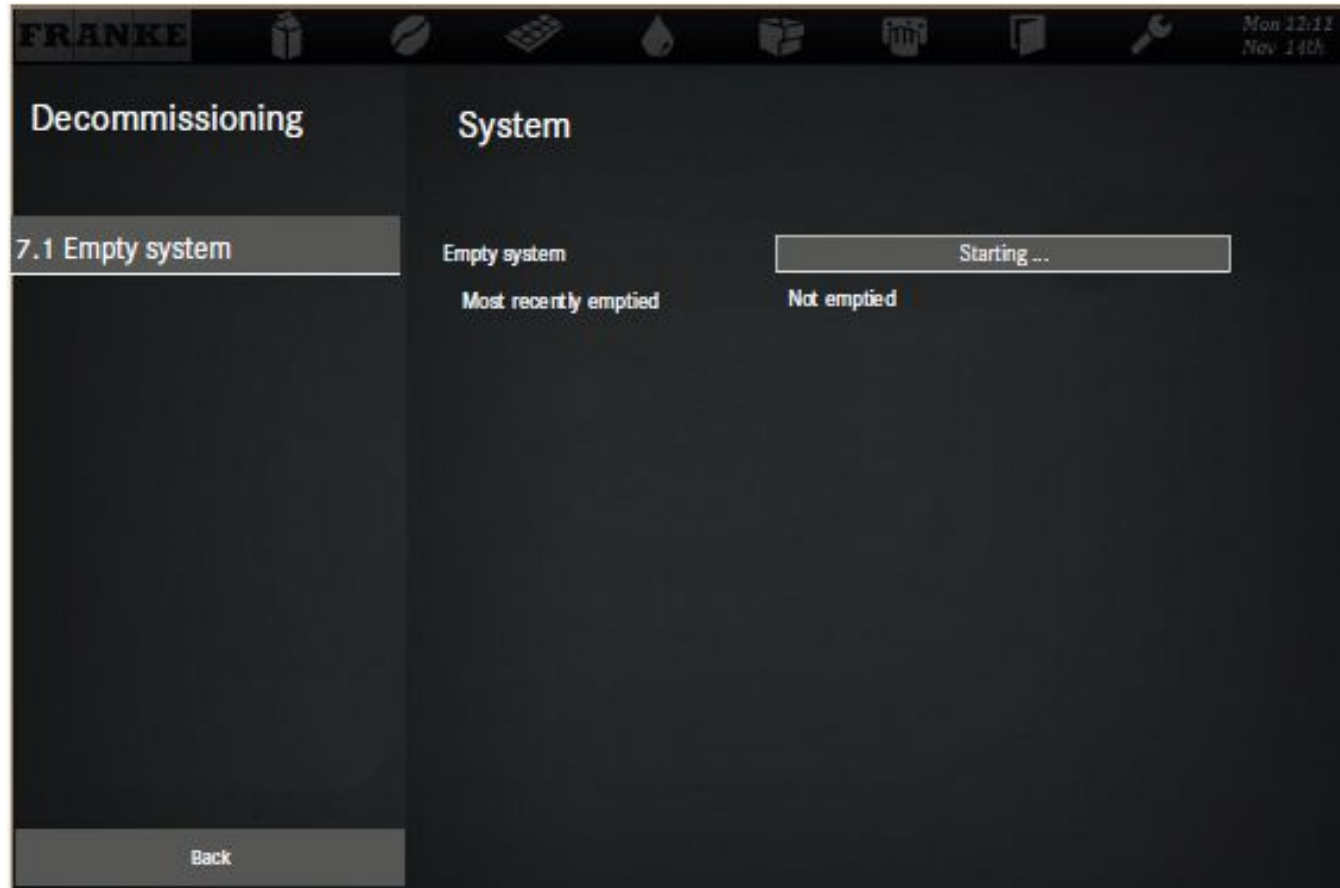 FRANKE
Mon 12:11
Nov 14th
Decommissioning
System
7.1 Empty system
Empty system
Starting ...
Most recently emptied
Not emptied
Back